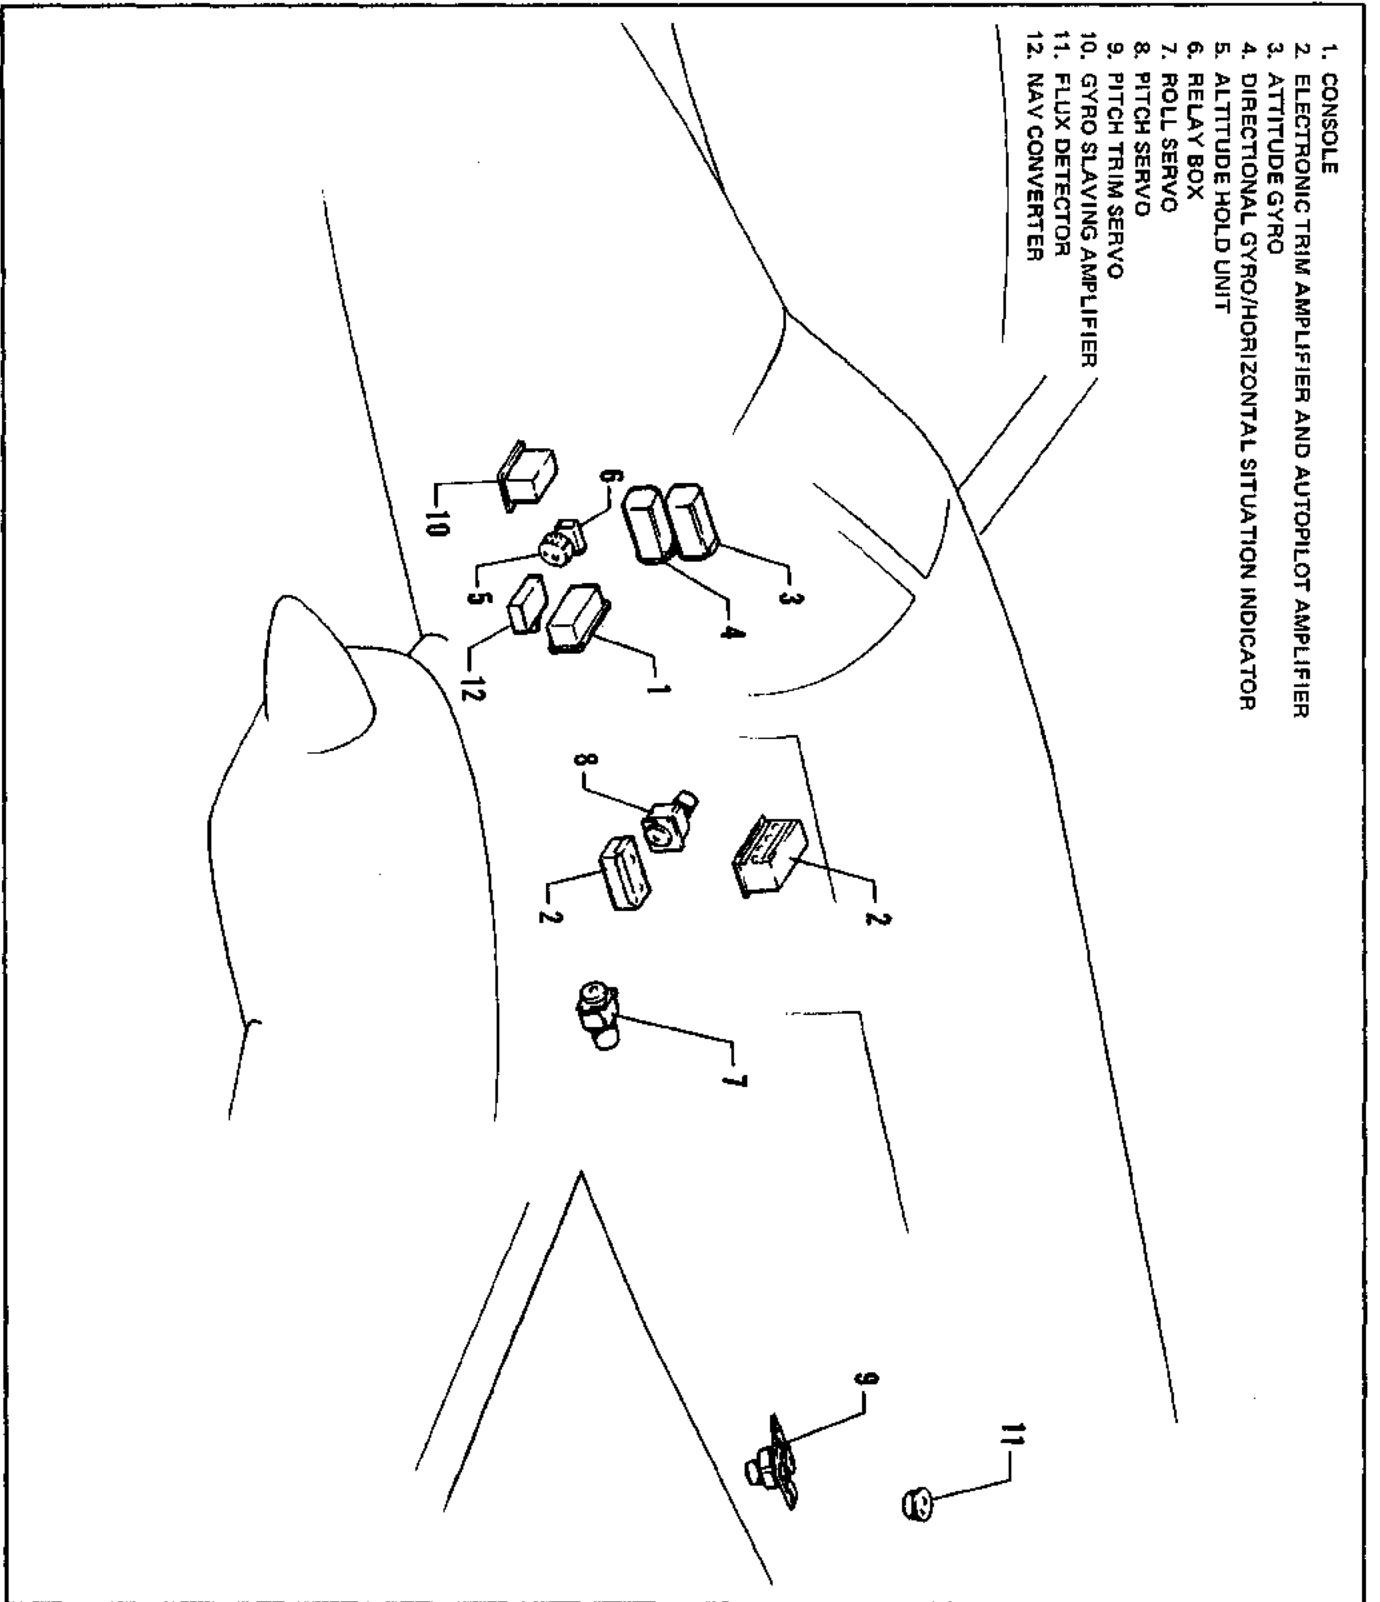 1. CONSOLE
2. ELECTRONIC TRIM AMPLIFIER AND AUTOPILOT AMPLIFIER
3. ATTITUDE GYRO
4. DIRECTIONAL GYRO/HORIZONTAL SITUATION INDICATOR
5. ALTITUDE HOLD UNIT
6. RELAY BOX
7. ROLL SERVO
8. PITCH SERVO
9. PITCH TRIM SERVO
10. GYRO SLAVING AMPLIFIER
11. FLUX DETECTOR
12. NAV CONVERTER
11
2
3
9
4
7
1
6
8
2
5
12
10